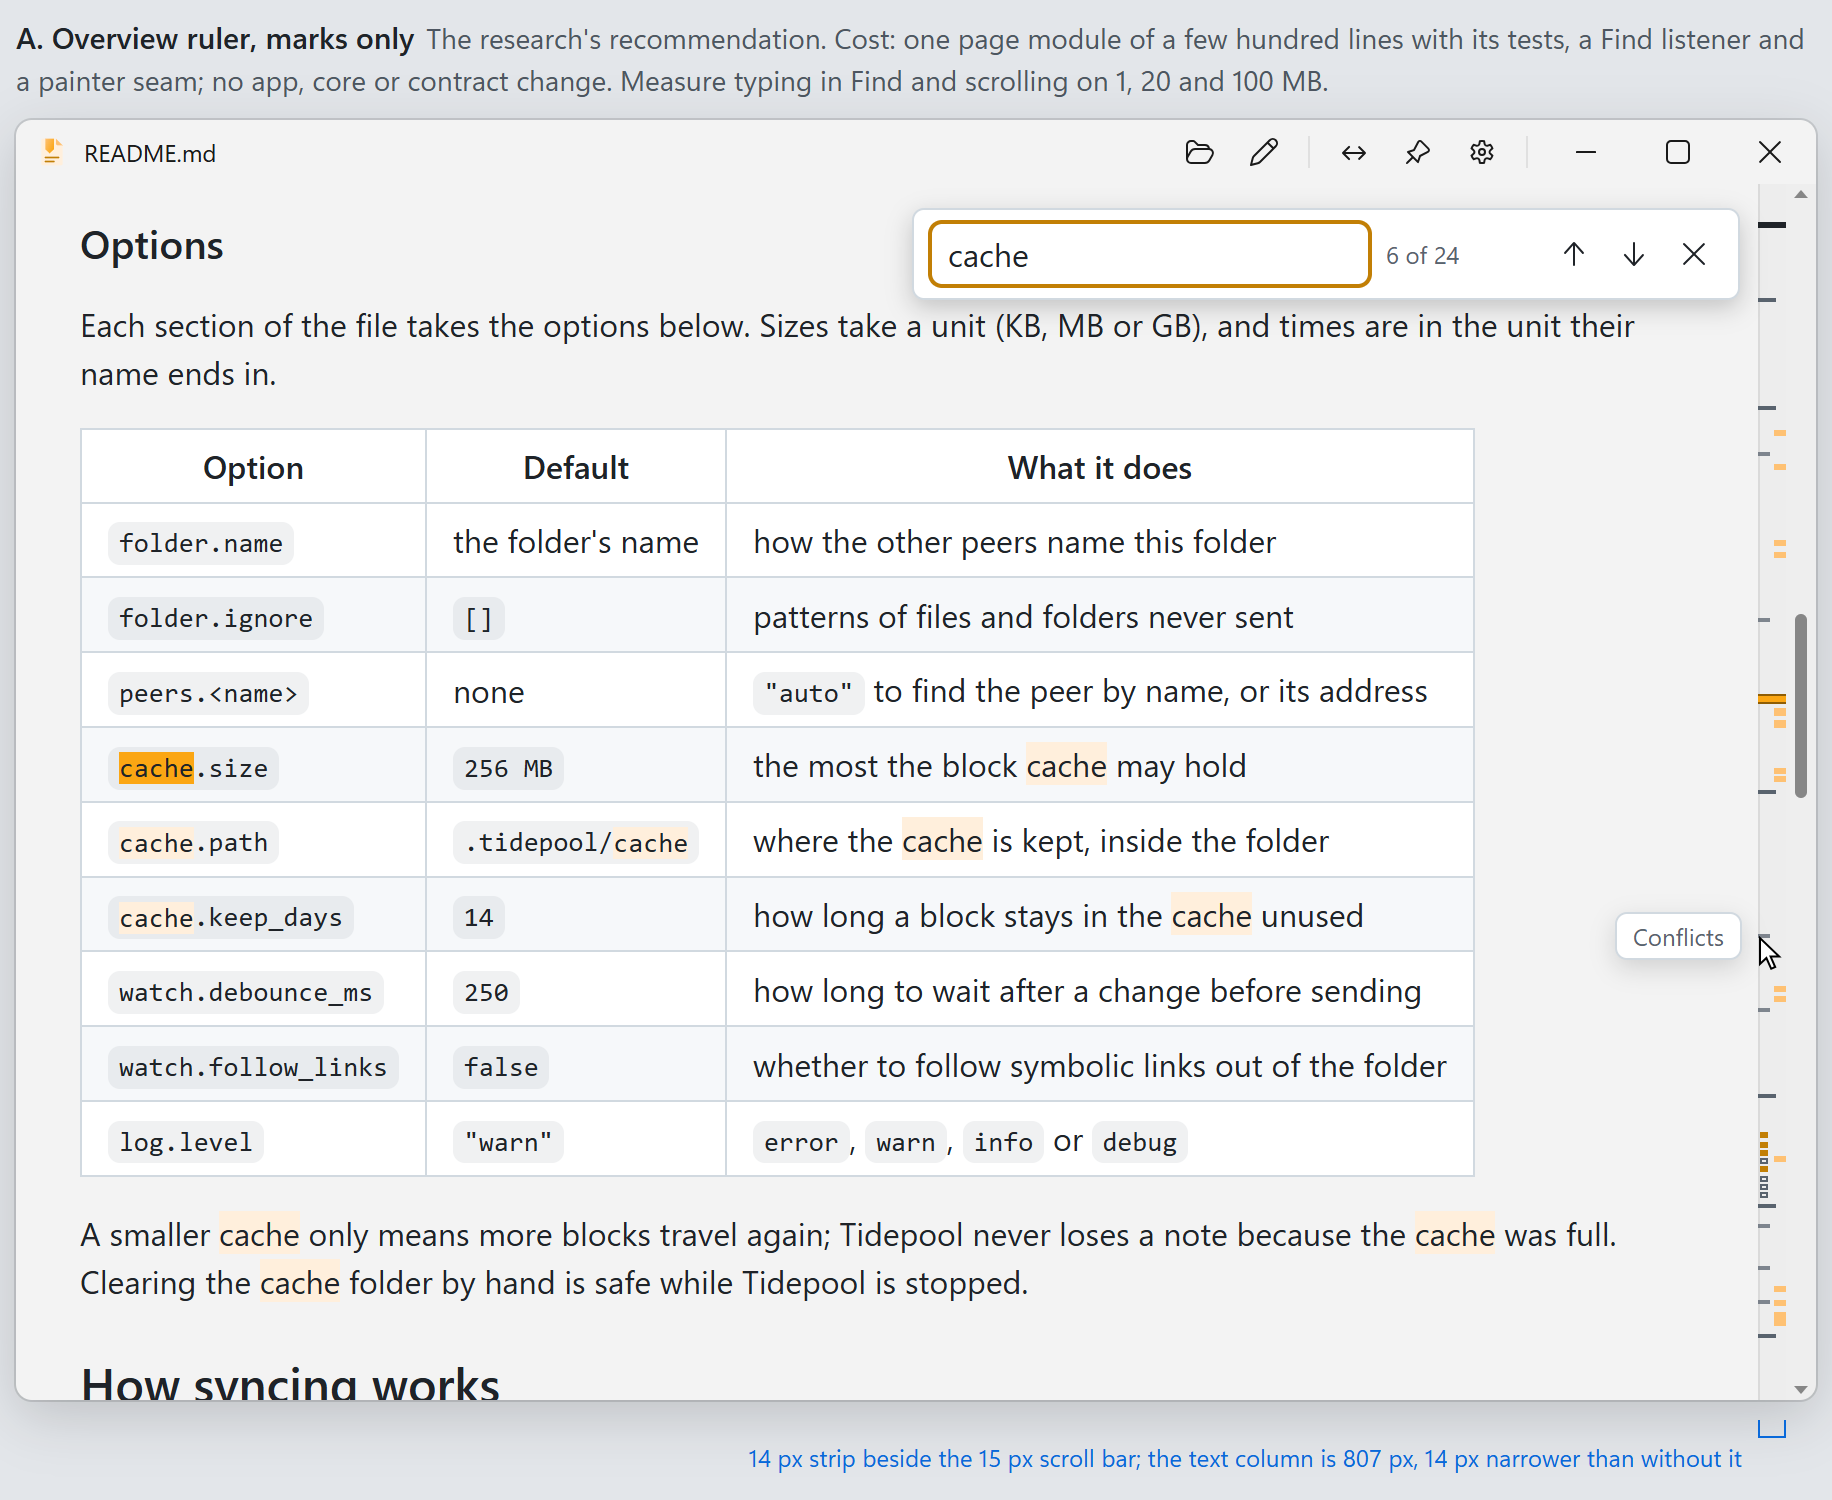 A. Overview ruler, marks only The research's recommendation. Cost: one page module of a few hundred lines with its tests, a Find listener and
a painter seam; no app, core or contract change. Measure typing in Find and scrolling on 1, 20 and 100 MB.
README.md
cache
6 of 24
Options
Each section of the file takes the options below. Sizes take a unit (KB, MB or GB), and times are in the unit their
name ends in.
Option Default What it does
folder.name the folder's name how the other peers name this folder
folder.ignore [] patterns of files and folders never sent
peers.<name> none "auto" to find the peer by name, or its address
cache.size 256 MB the most the block cache may hold
cache.path .tidepool/cache where the cache is kept, inside the folder
cache.keep_days 14 how long a block stays in the cache unused
Conflicts
watch.debounce_ms 250 how long to wait after a change before sending
watch.follow_links false whether to follow symbolic links out of the folder
log.level "warn" error, warn, info or debug
A smaller cache only means more blocks travel again; Tidepool never loses a note because the cache was full.
Clearing the cache folder by hand is safe while Tidepool is stopped.
How syncing works
14 px strip beside the 15 px scroll bar; the text column is 807 px, 14 px narrower than without it